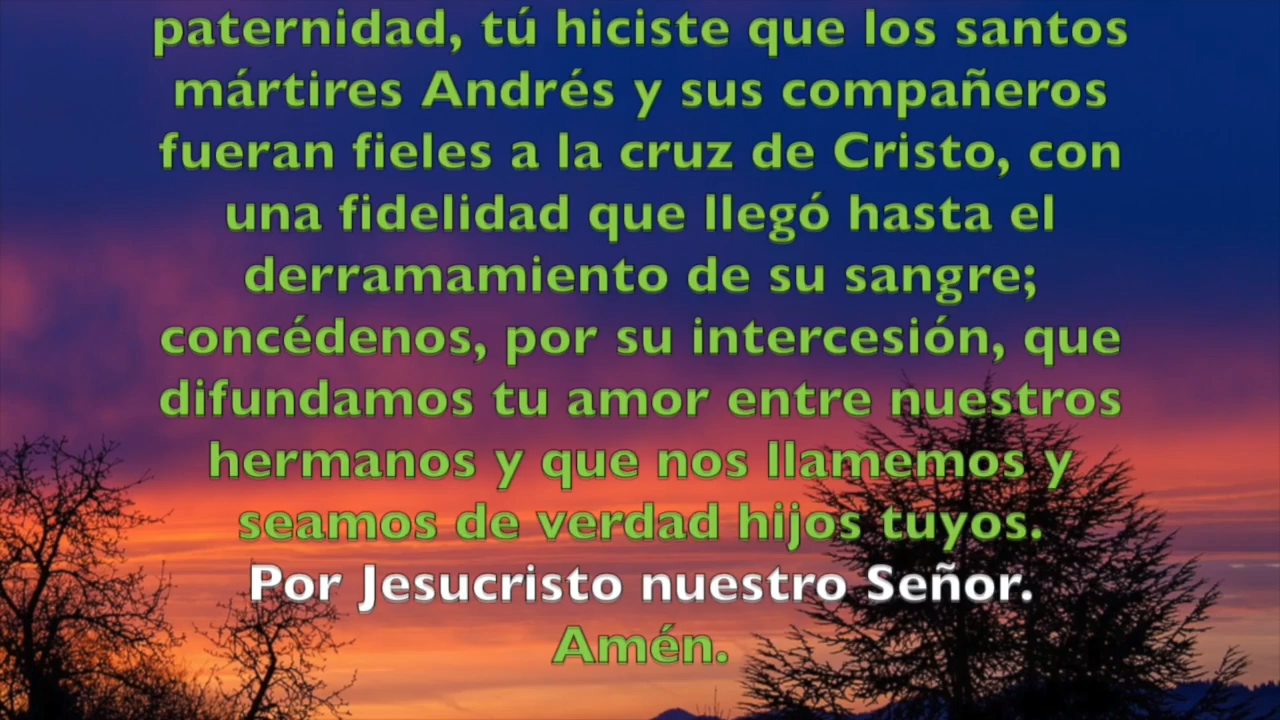 paternidad, tú hiciste que los santos
mártires Andrés y sus compañeros
fueran fieles a la cruz de Cristo, con
una fidelidad que llegó hasta el
derramamiento de su sangre;
concédenos, por su intercesión, que
difundamos tu amor entre nuestros
hermanos y que nos llamemos y
seamos de verdad hijos tuyos.
Por Jesucristo nuestro Señor.
Amén.